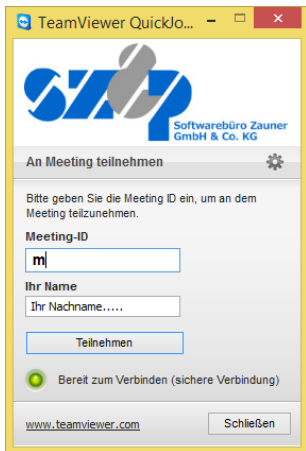 TeamViewer QuickJo...
szep
Softwarebüro Zauner
GmbH & Co. KG
An Meeting teilnehmen
Bitte geben Sie die Meeting ID ein, um an dem
Meeting teilzunehmen.
Meeting-ID
m
Ihr Name
Ihr Nachname.....
Teilnehmen
Bereit zum Verbinden (sichere Verbindung)
www.teamviewer.com
Schließen